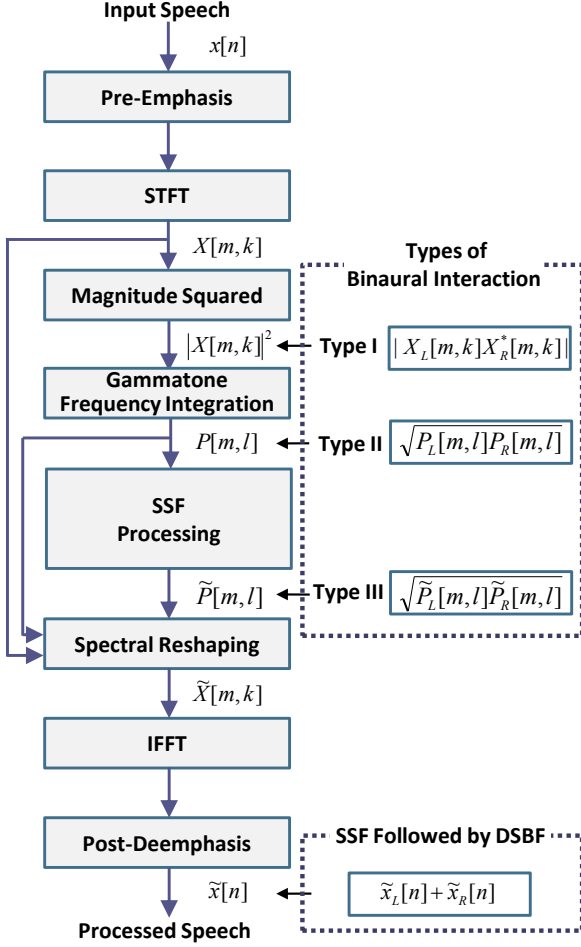 Input Speech
x[n]
Pre-Emphasis
STFT
X[m,k]
Types of
Binaural Interaction
Magnitude Squared
|X[m,k]|²
Type I
| X_L[m,k]X_R^*[m,k]|
Gammatone
Frequency Integration
P[m,l]
Type II
√(P_L[m,l]P_R[m,l])
SSF
Processing
P̃[m,l]
Type III
√(P̃_L[m,l]P̃_R[m,l])
Spectral Reshaping
X̃[m,k]
IFFT
Post-Deemphasis
SSF Followed by DSBF
x̃[n]
x̃_L[n]+x̃_R[n]
Processed Speech